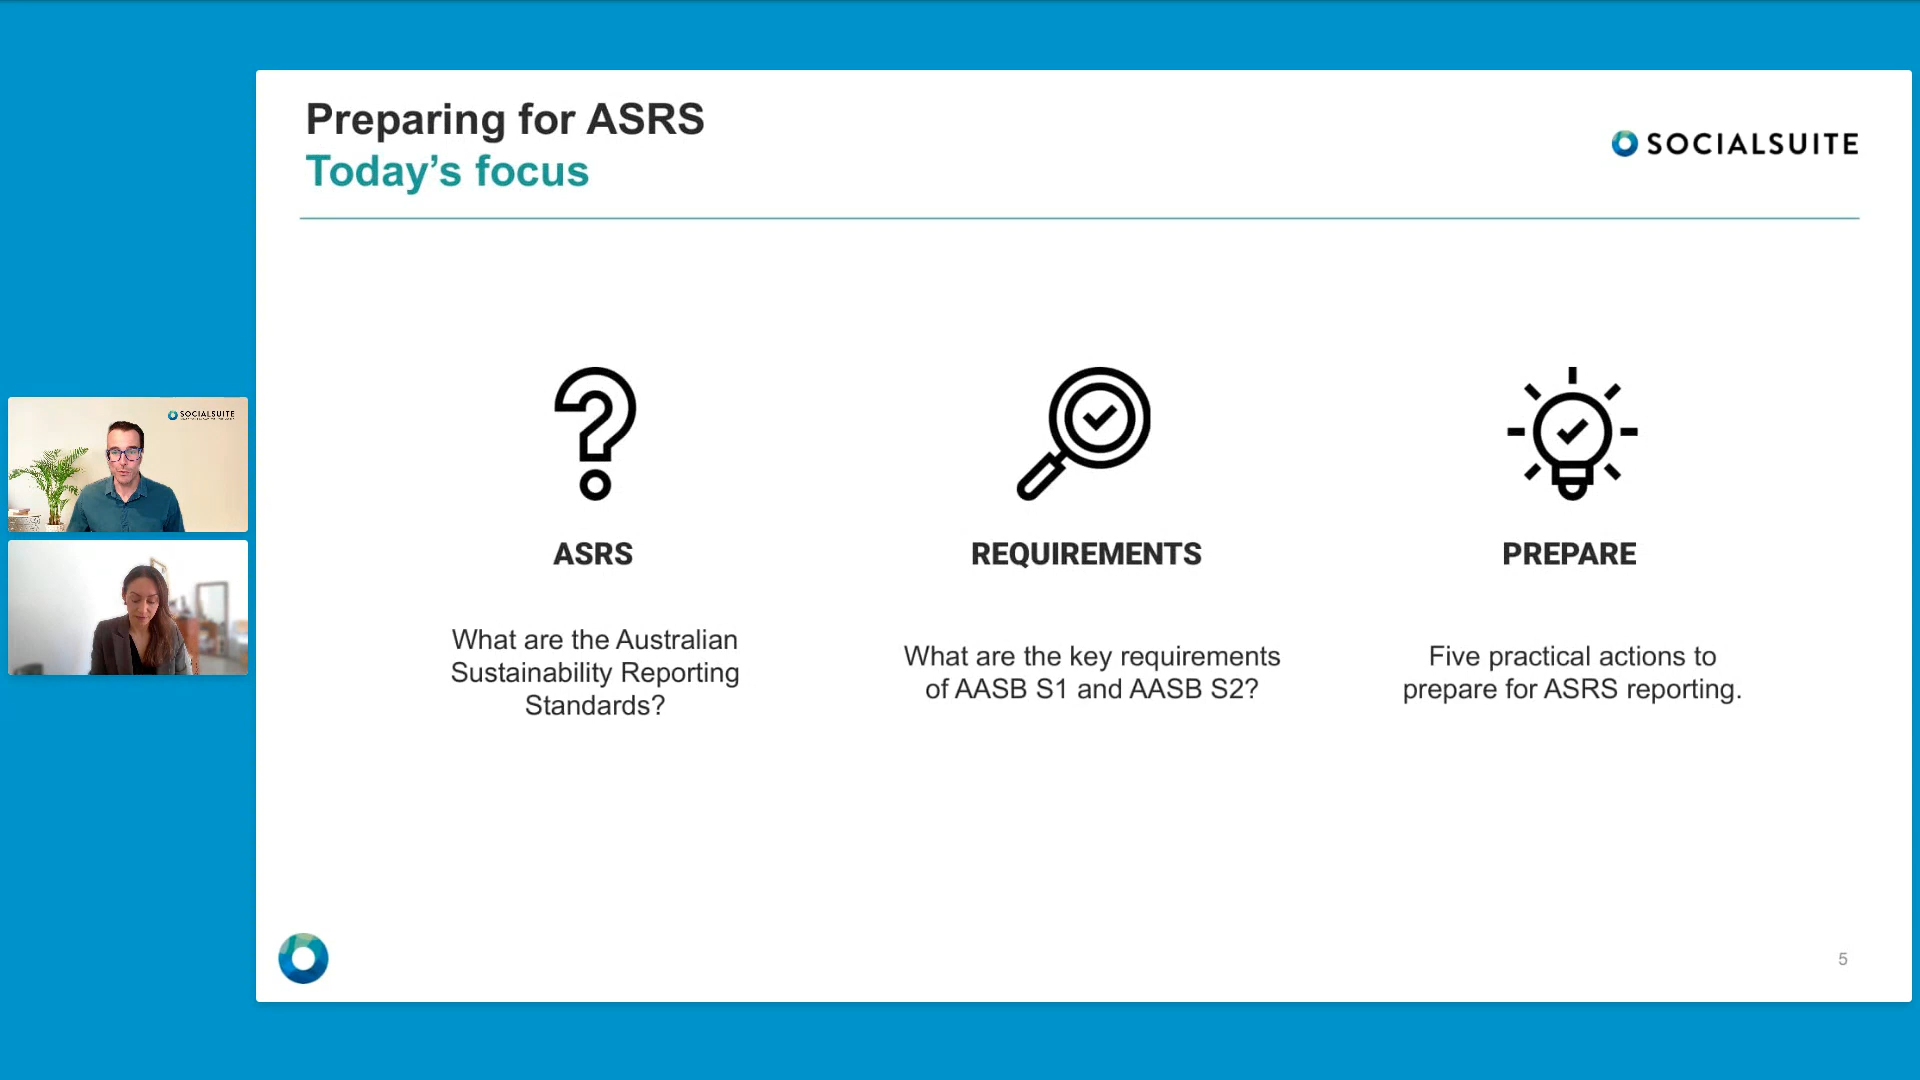 Preparing for ASRS
Today's focus
SOCIALSUITE
SOCIALSUITE
ASRS
What are the Australian
Sustainability Reporting
Standards?
REQUIREMENTS
What are the key requirements
of AASB S1 and AASB S2?
PREPARE
Five practical actions to
prepare for ASRS reporting.
5